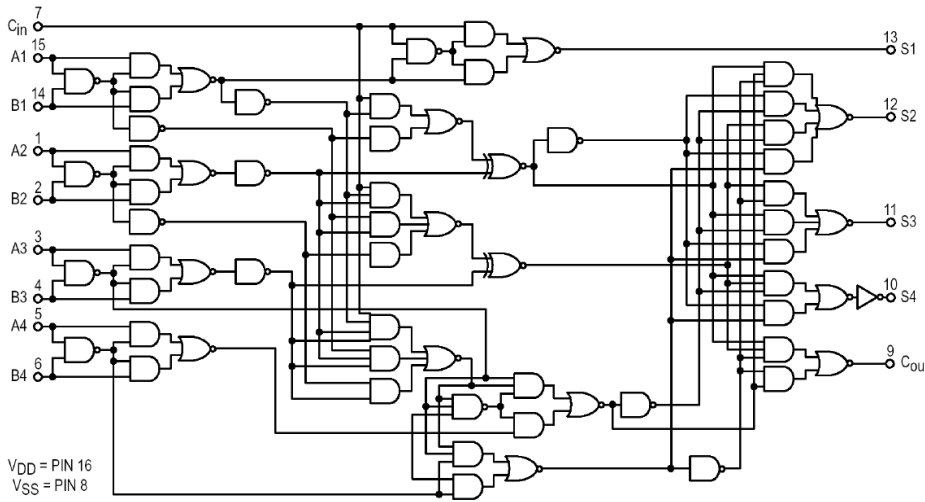 Cin 7
A1 15
B1 14
A2 1
B2 2
A3 3
B3 4
A4 5
B4 6
13 S1
12 S2
11 S3
10 S4
9 Cou
VDD = PIN 16
VSS = PIN 8